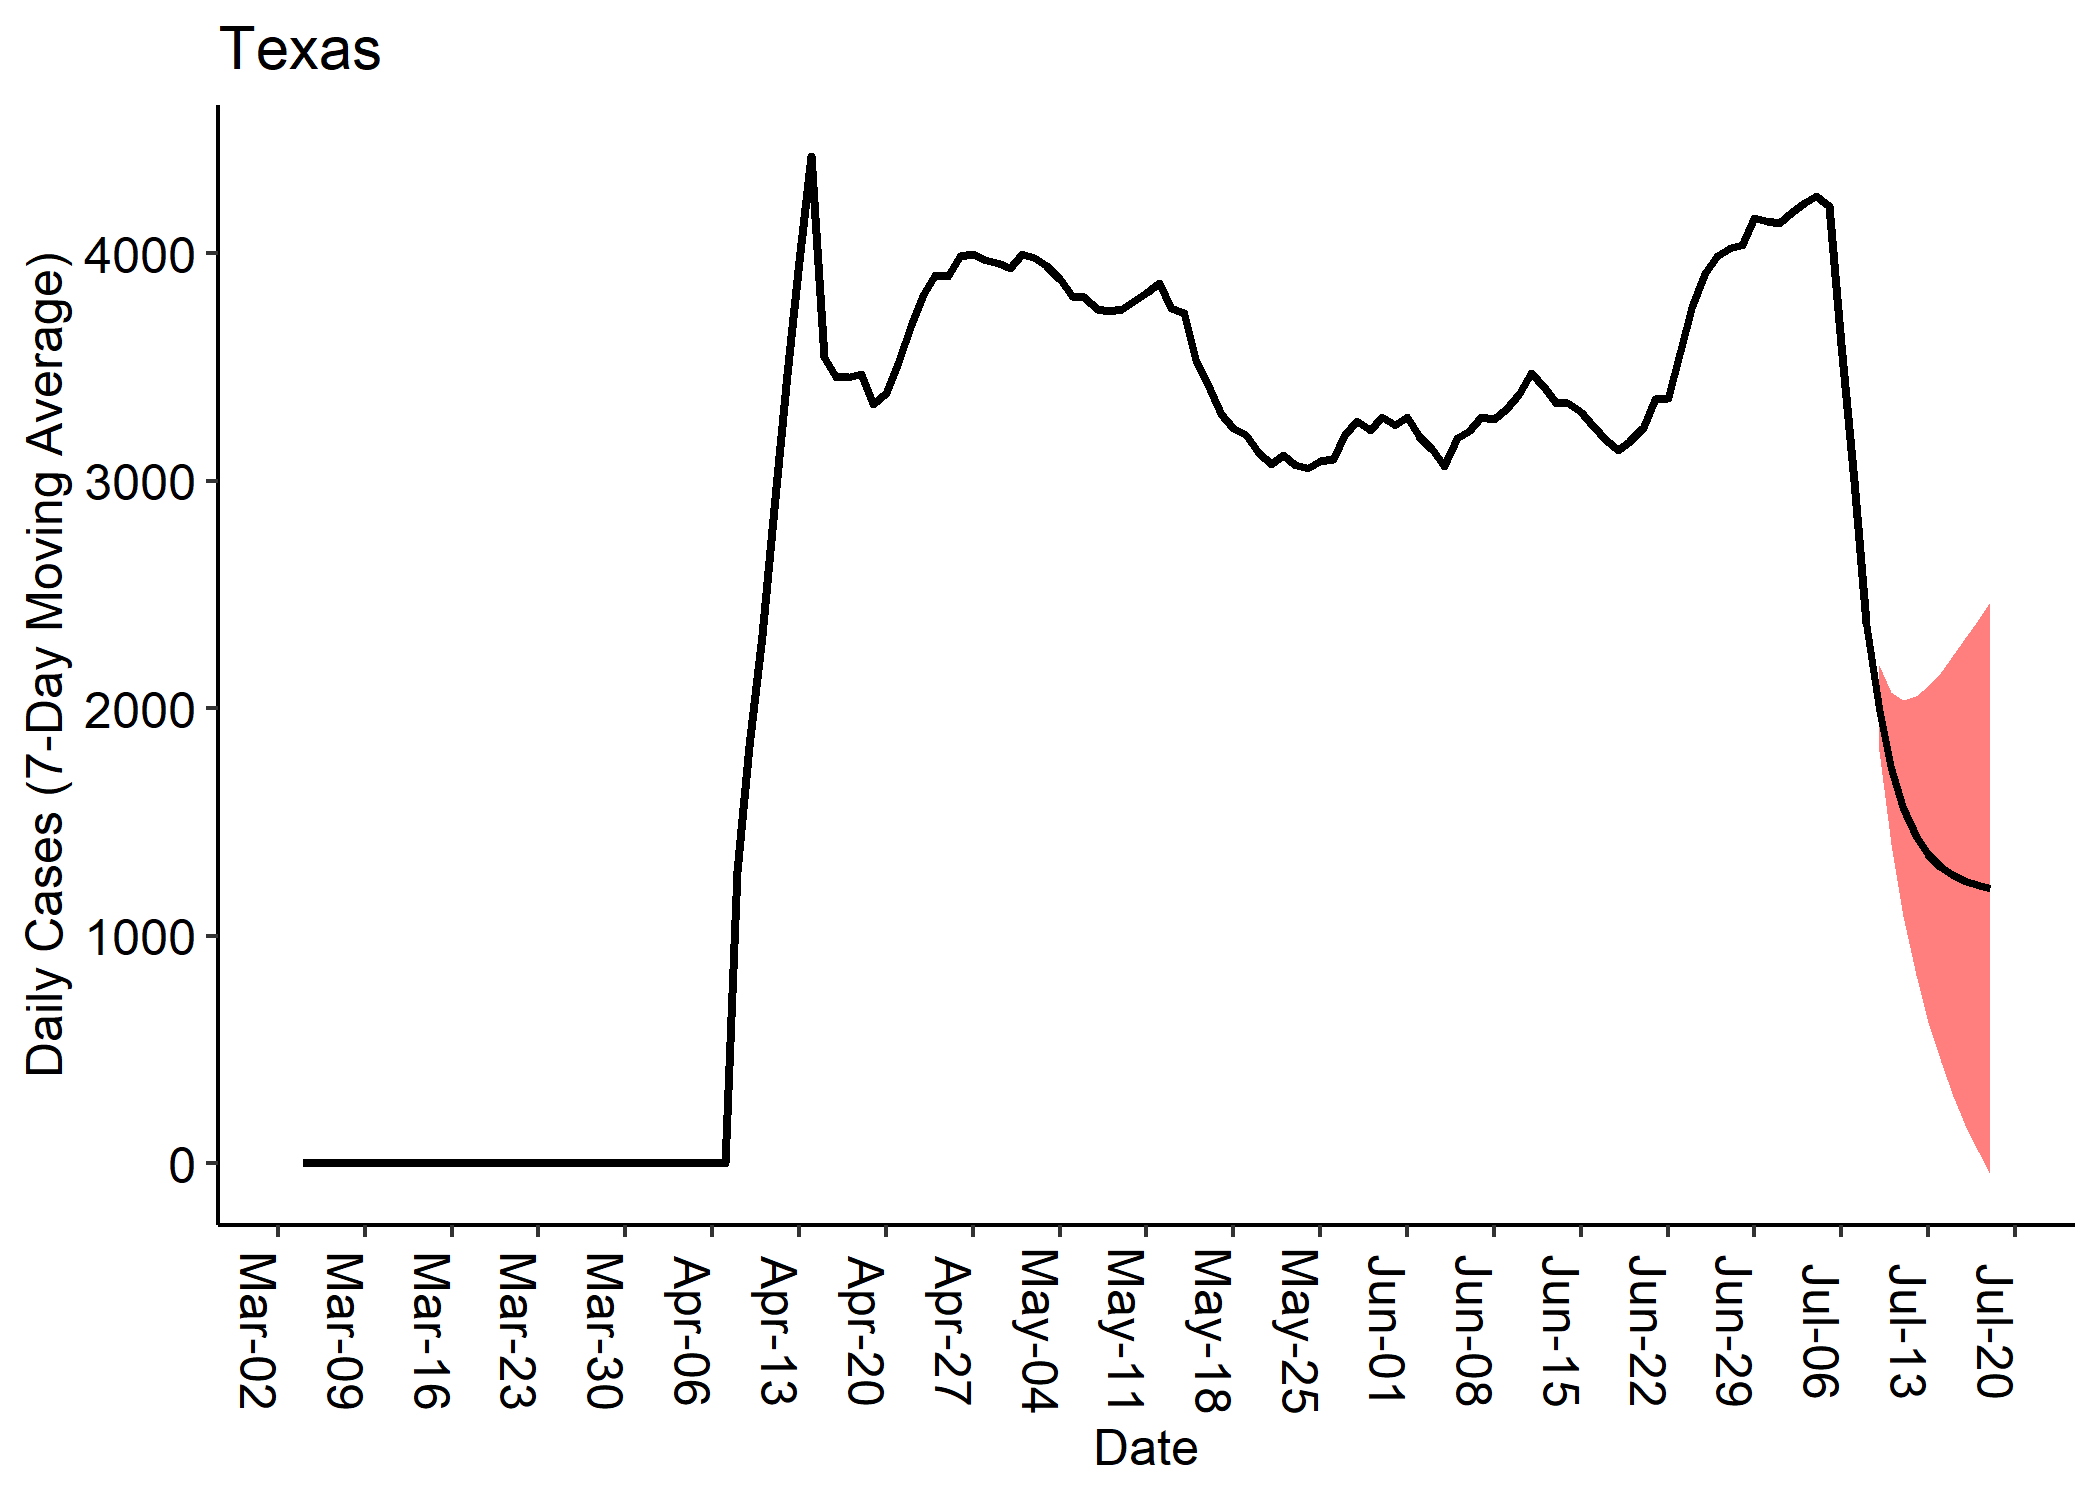 Texas
Daily Cases (7-Day Moving Average)
4000
3000
2000
1000
0
Mar-02
Mar-09
Mar-16
Mar-23
Mar-30
Apr-06
Apr-13
Apr-20
Apr-27
May-04
May-11
May-18
May-25
Jun-01
Jun-08
Jun-15
Jun-22
Jun-29
Jul-06
Jul-13
Jul-20
Date